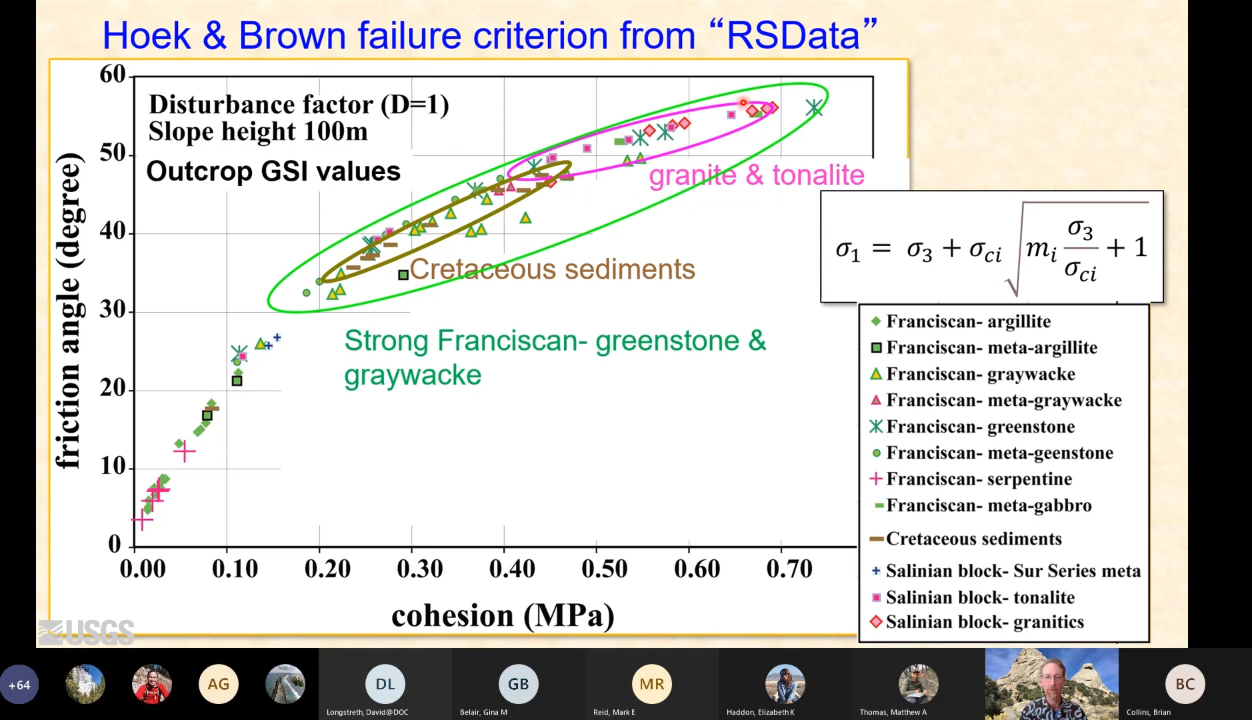 Hoek & Brown failure criterion from “RSData”
60
50
40
30
20
10
0
friction angle (degree)
Disturbance factor (D=1)
Slope height 100m
Outcrop GSI values
granite & tonalite
Cretaceous sediments
Strong Franciscan- greenstone &
graywacke
0.00 0.10 0.20 0.30 0.40 0.50 0.60 0.70
cohesion (MPa)
σ1 = σ3 + σci √(mi σ3/σci + 1)
Franciscan- argillite
Franciscan- meta-argillite
Franciscan- graywacke
Franciscan- meta-graywacke
Franciscan- greenstone
Franciscan- meta-geenstone
Franciscan- serpentine
Franciscan- meta-gabbro
Cretaceous sediments
Salinian block- Sur Series meta
Salinian block- tonalite
Salinian block- granitics
USGS
+64 AG DL GB MR BC
Longstreth, David@DOC Belair, Gina M Reid, Mark E Haddon, Elizabeth K Thomas, Matthew A Collins, Brian